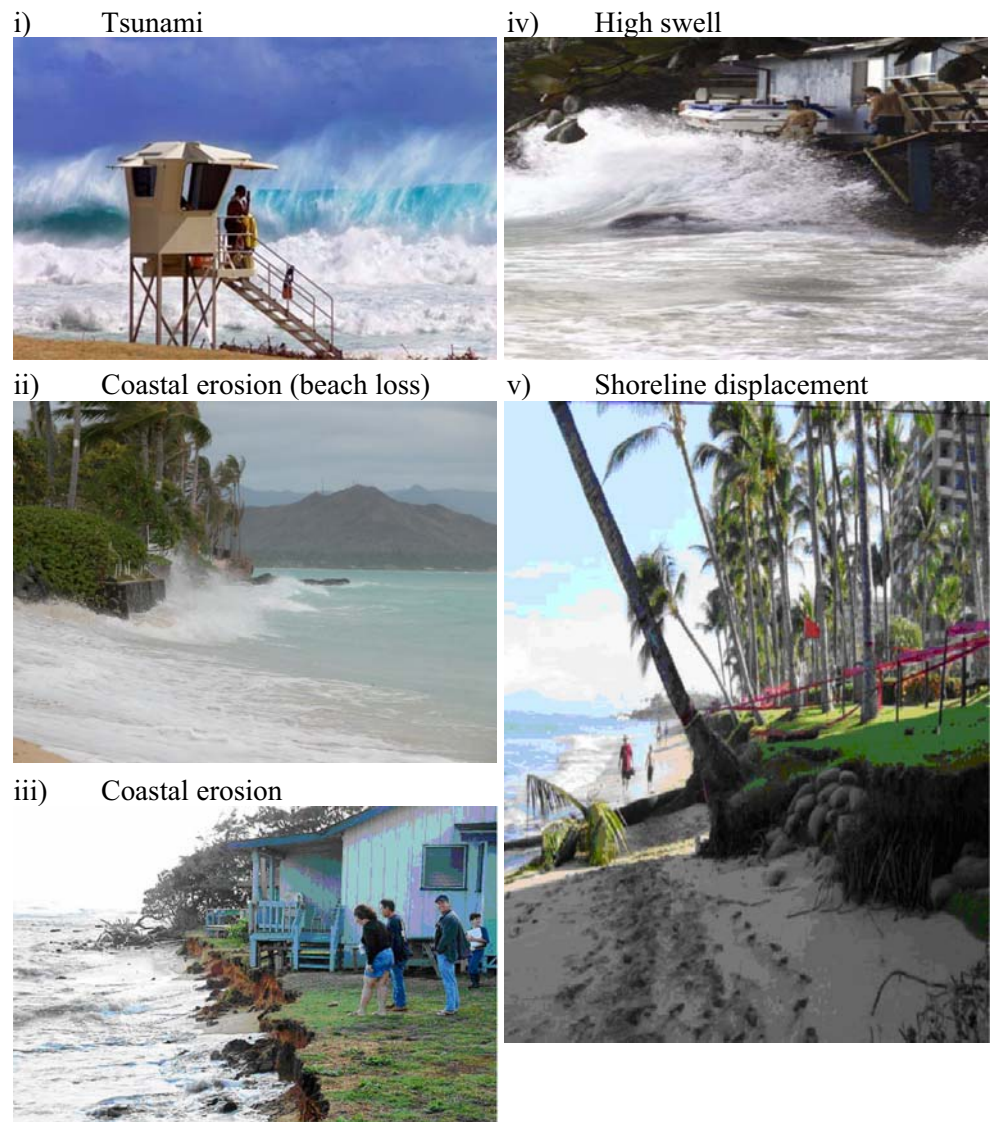 i) Tsunami
ii) Coastal erosion (beach loss)
iii) Coastal erosion
iv) High swell
v) Shoreline displacement